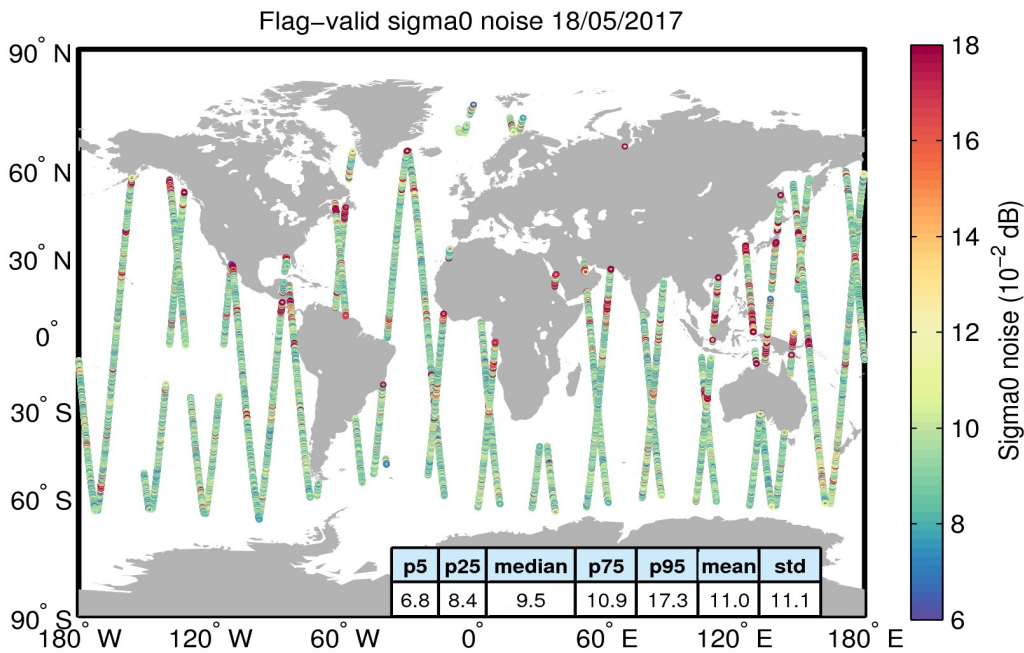 Flag−valid sigma0 noise 18/05/2017
90° N
60° N
30° N
0°
30° S
60° S
90° S
180° W
120° W
60° W
0°
60° E
120° E
180° E
p5 p25 median p75 p95 mean std
6.8 8.4 9.5 10.9 17.3 11.0 11.1
18
16
14
12
10
8
6
Sigma0 noise (10⁻² dB)